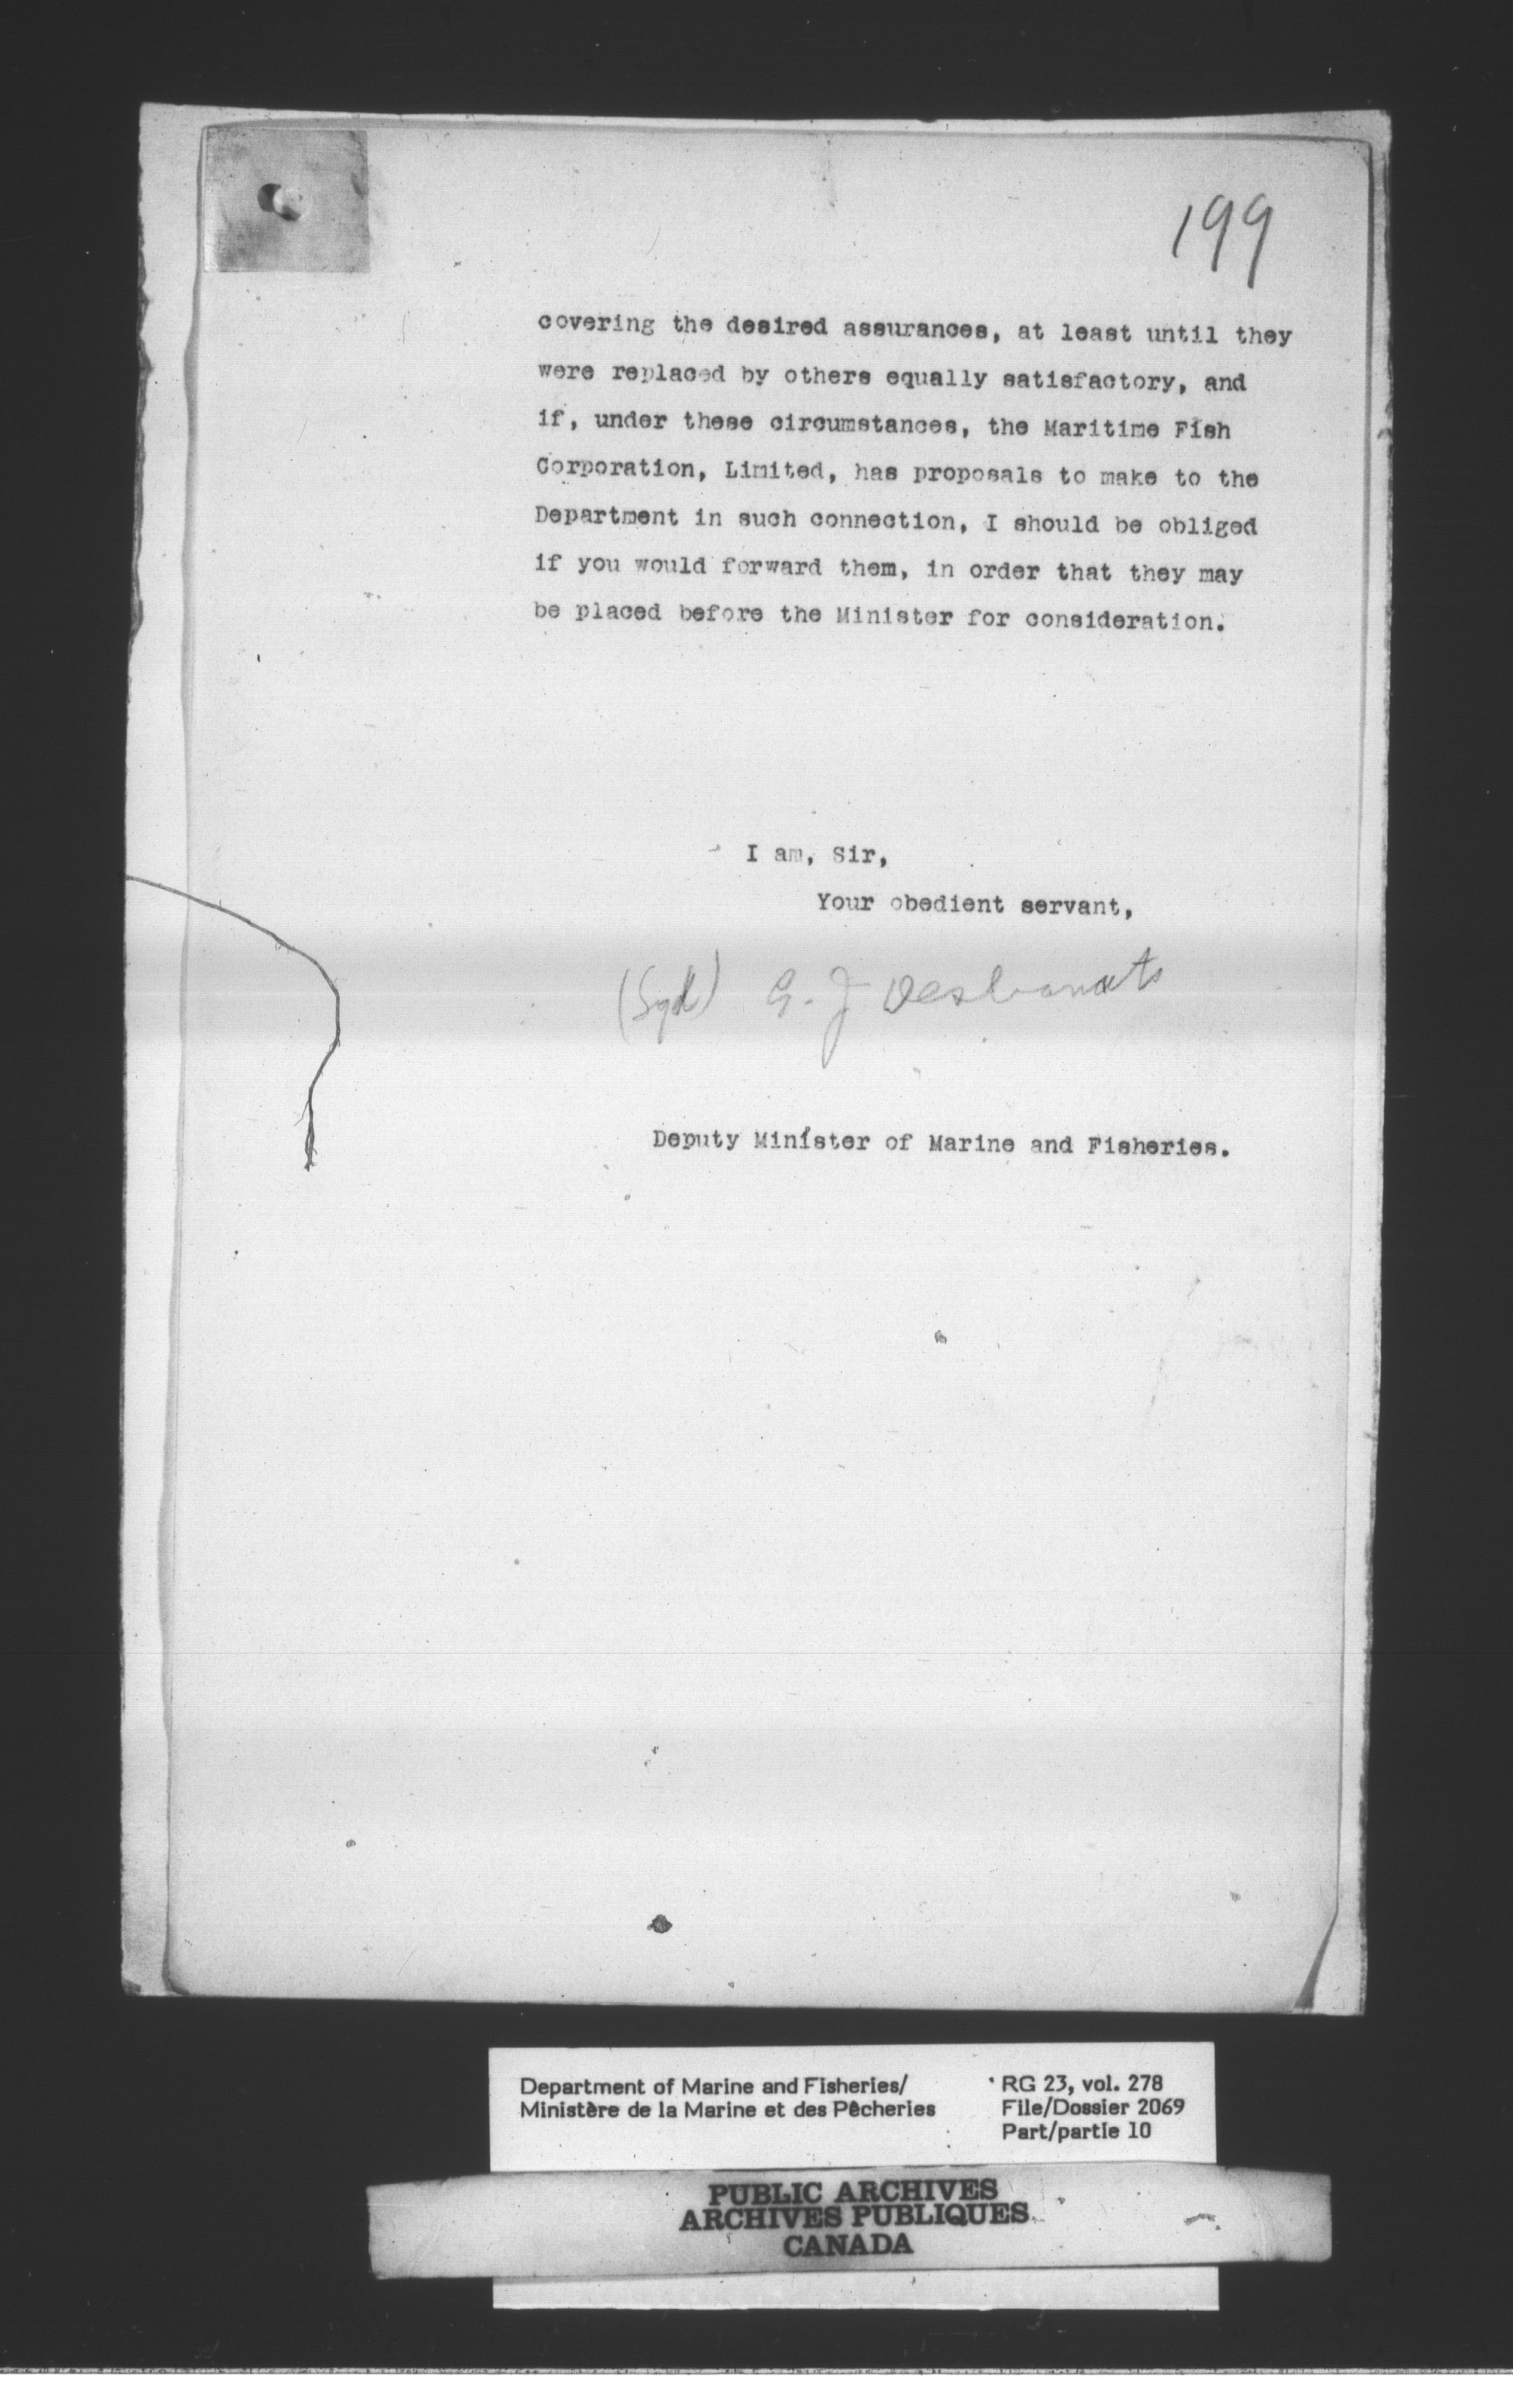 199
covering the desired assurances, at least until they
were replaced by others equally satisfactory, and
if, under these circumstances, the Maritime Fish
Corporation, Limited, has proposals to make to the
Department in such connection, I should be obliged
if you would forward them, in order that they may
be placed before the Minister for consideration.
I am, Sir,
Your obedient servant,
(Sgd) G. J Desbarats
Deputy Minister of Marine and Fisheries.
Department of Marine and Fisheries/
Ministère de la Marine et des Pêcheries
RG 23, vol. 278
File/Dossier 2069
Part/partie 10
PUBLIC ARCHIVES
ARCHIVES PUBLIQUES
CANADA